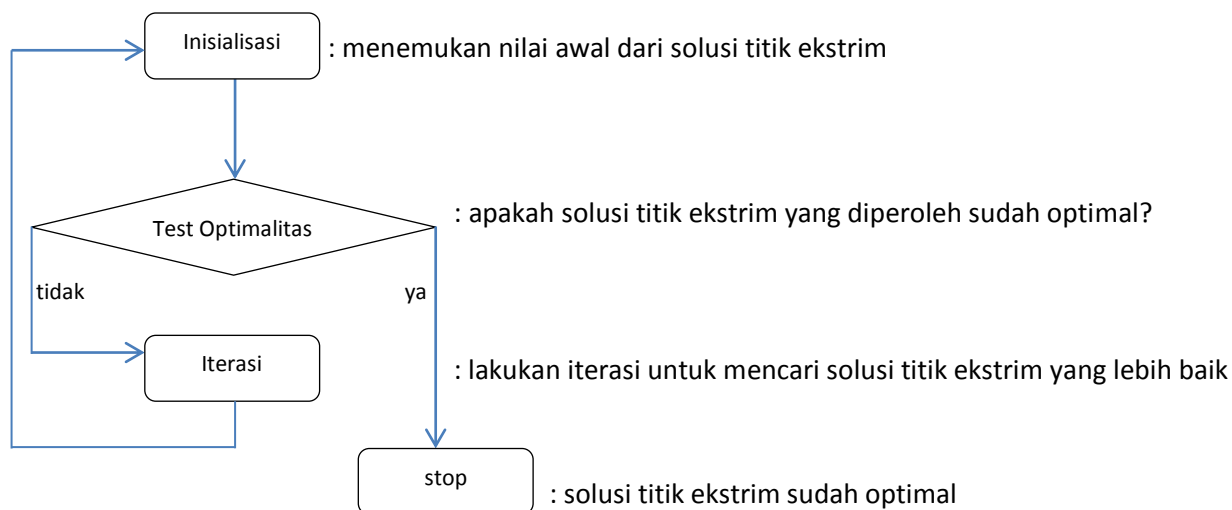 Inisialisasi
: menemukan nilai awal dari solusi titik ekstrim
Test Optimalitas
: apakah solusi titik ekstrim yang diperoleh sudah optimal?
tidak
ya
Iterasi
: lakukan iterasi untuk mencari solusi titik ekstrim yang lebih baik
stop
: solusi titik ekstrim sudah optimal